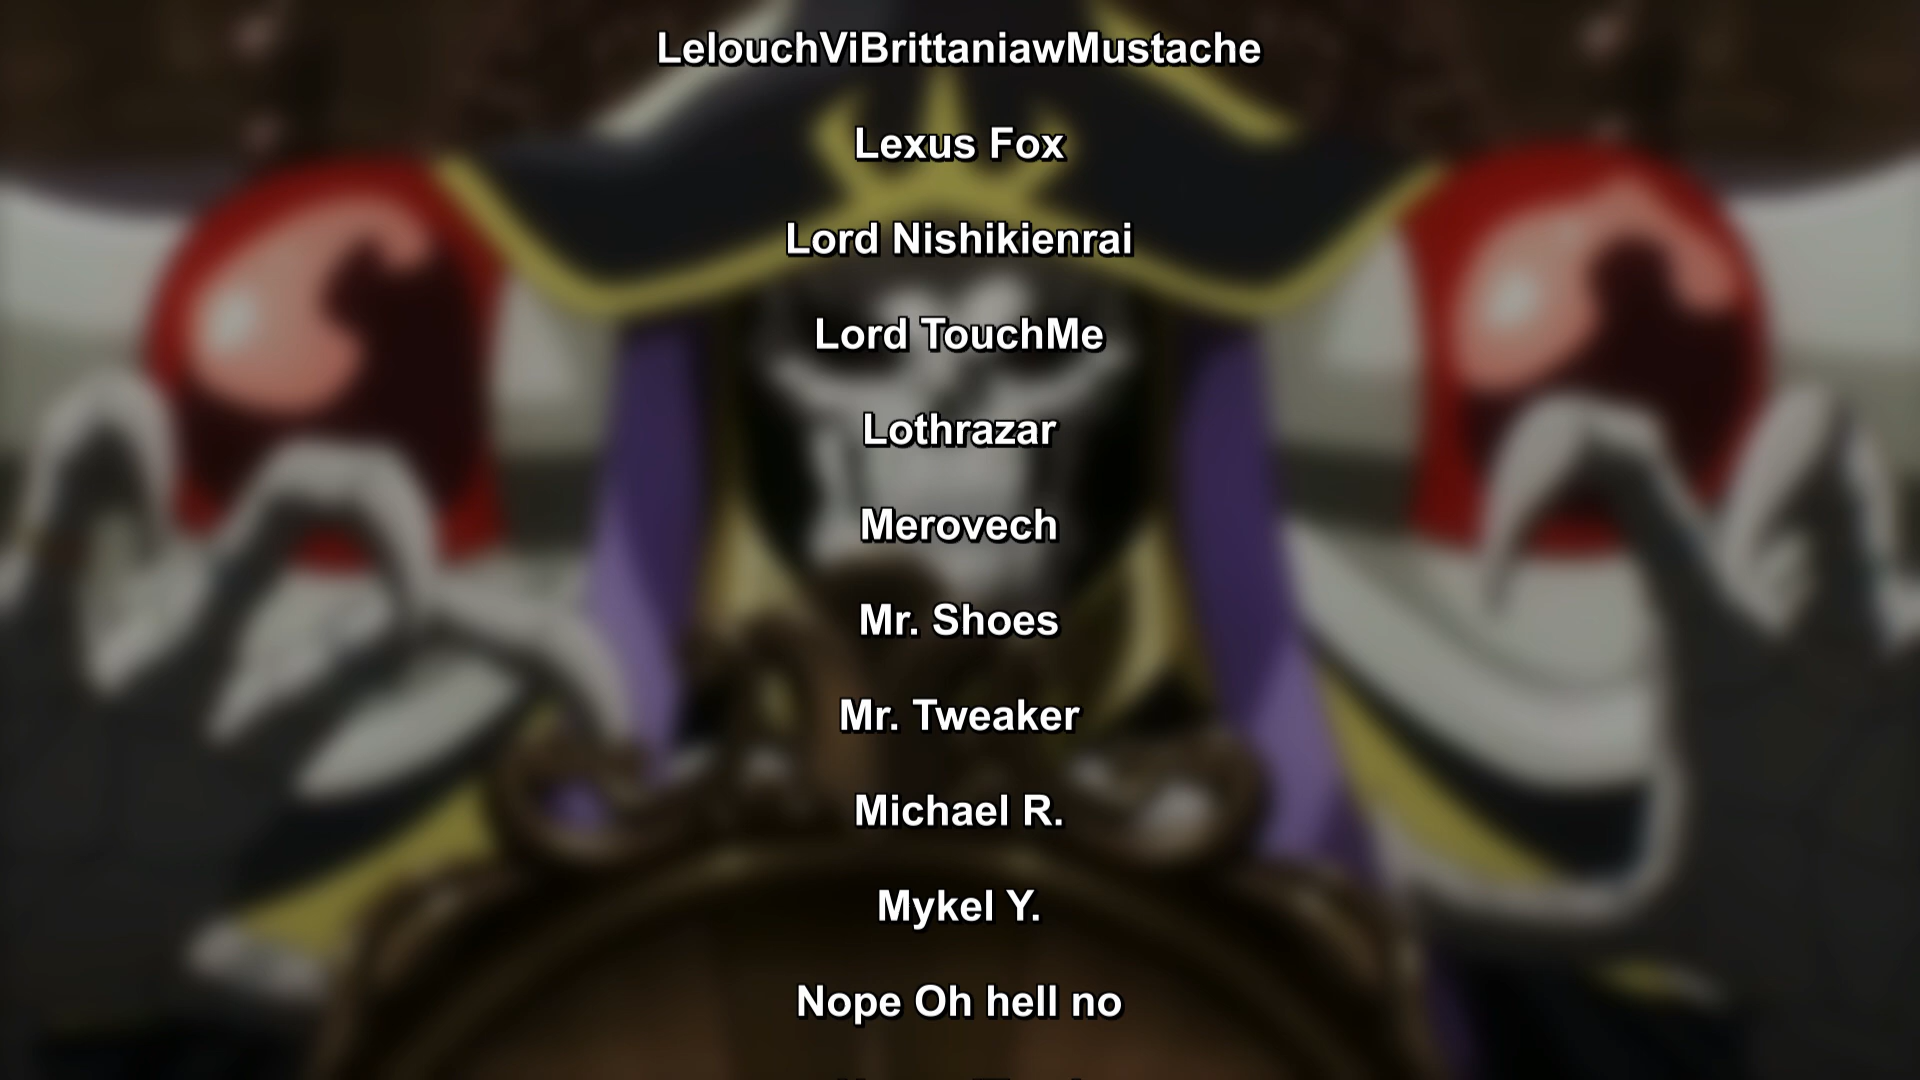 LelouchViBrittaniawMustache
Lexus Fox
Lord Nishikienrai
Lord TouchMe
Lothrazar
Merovech
Mr. Shoes
Mr. Tweaker
Michael R.
Mykel Y.
Nope Oh hell no